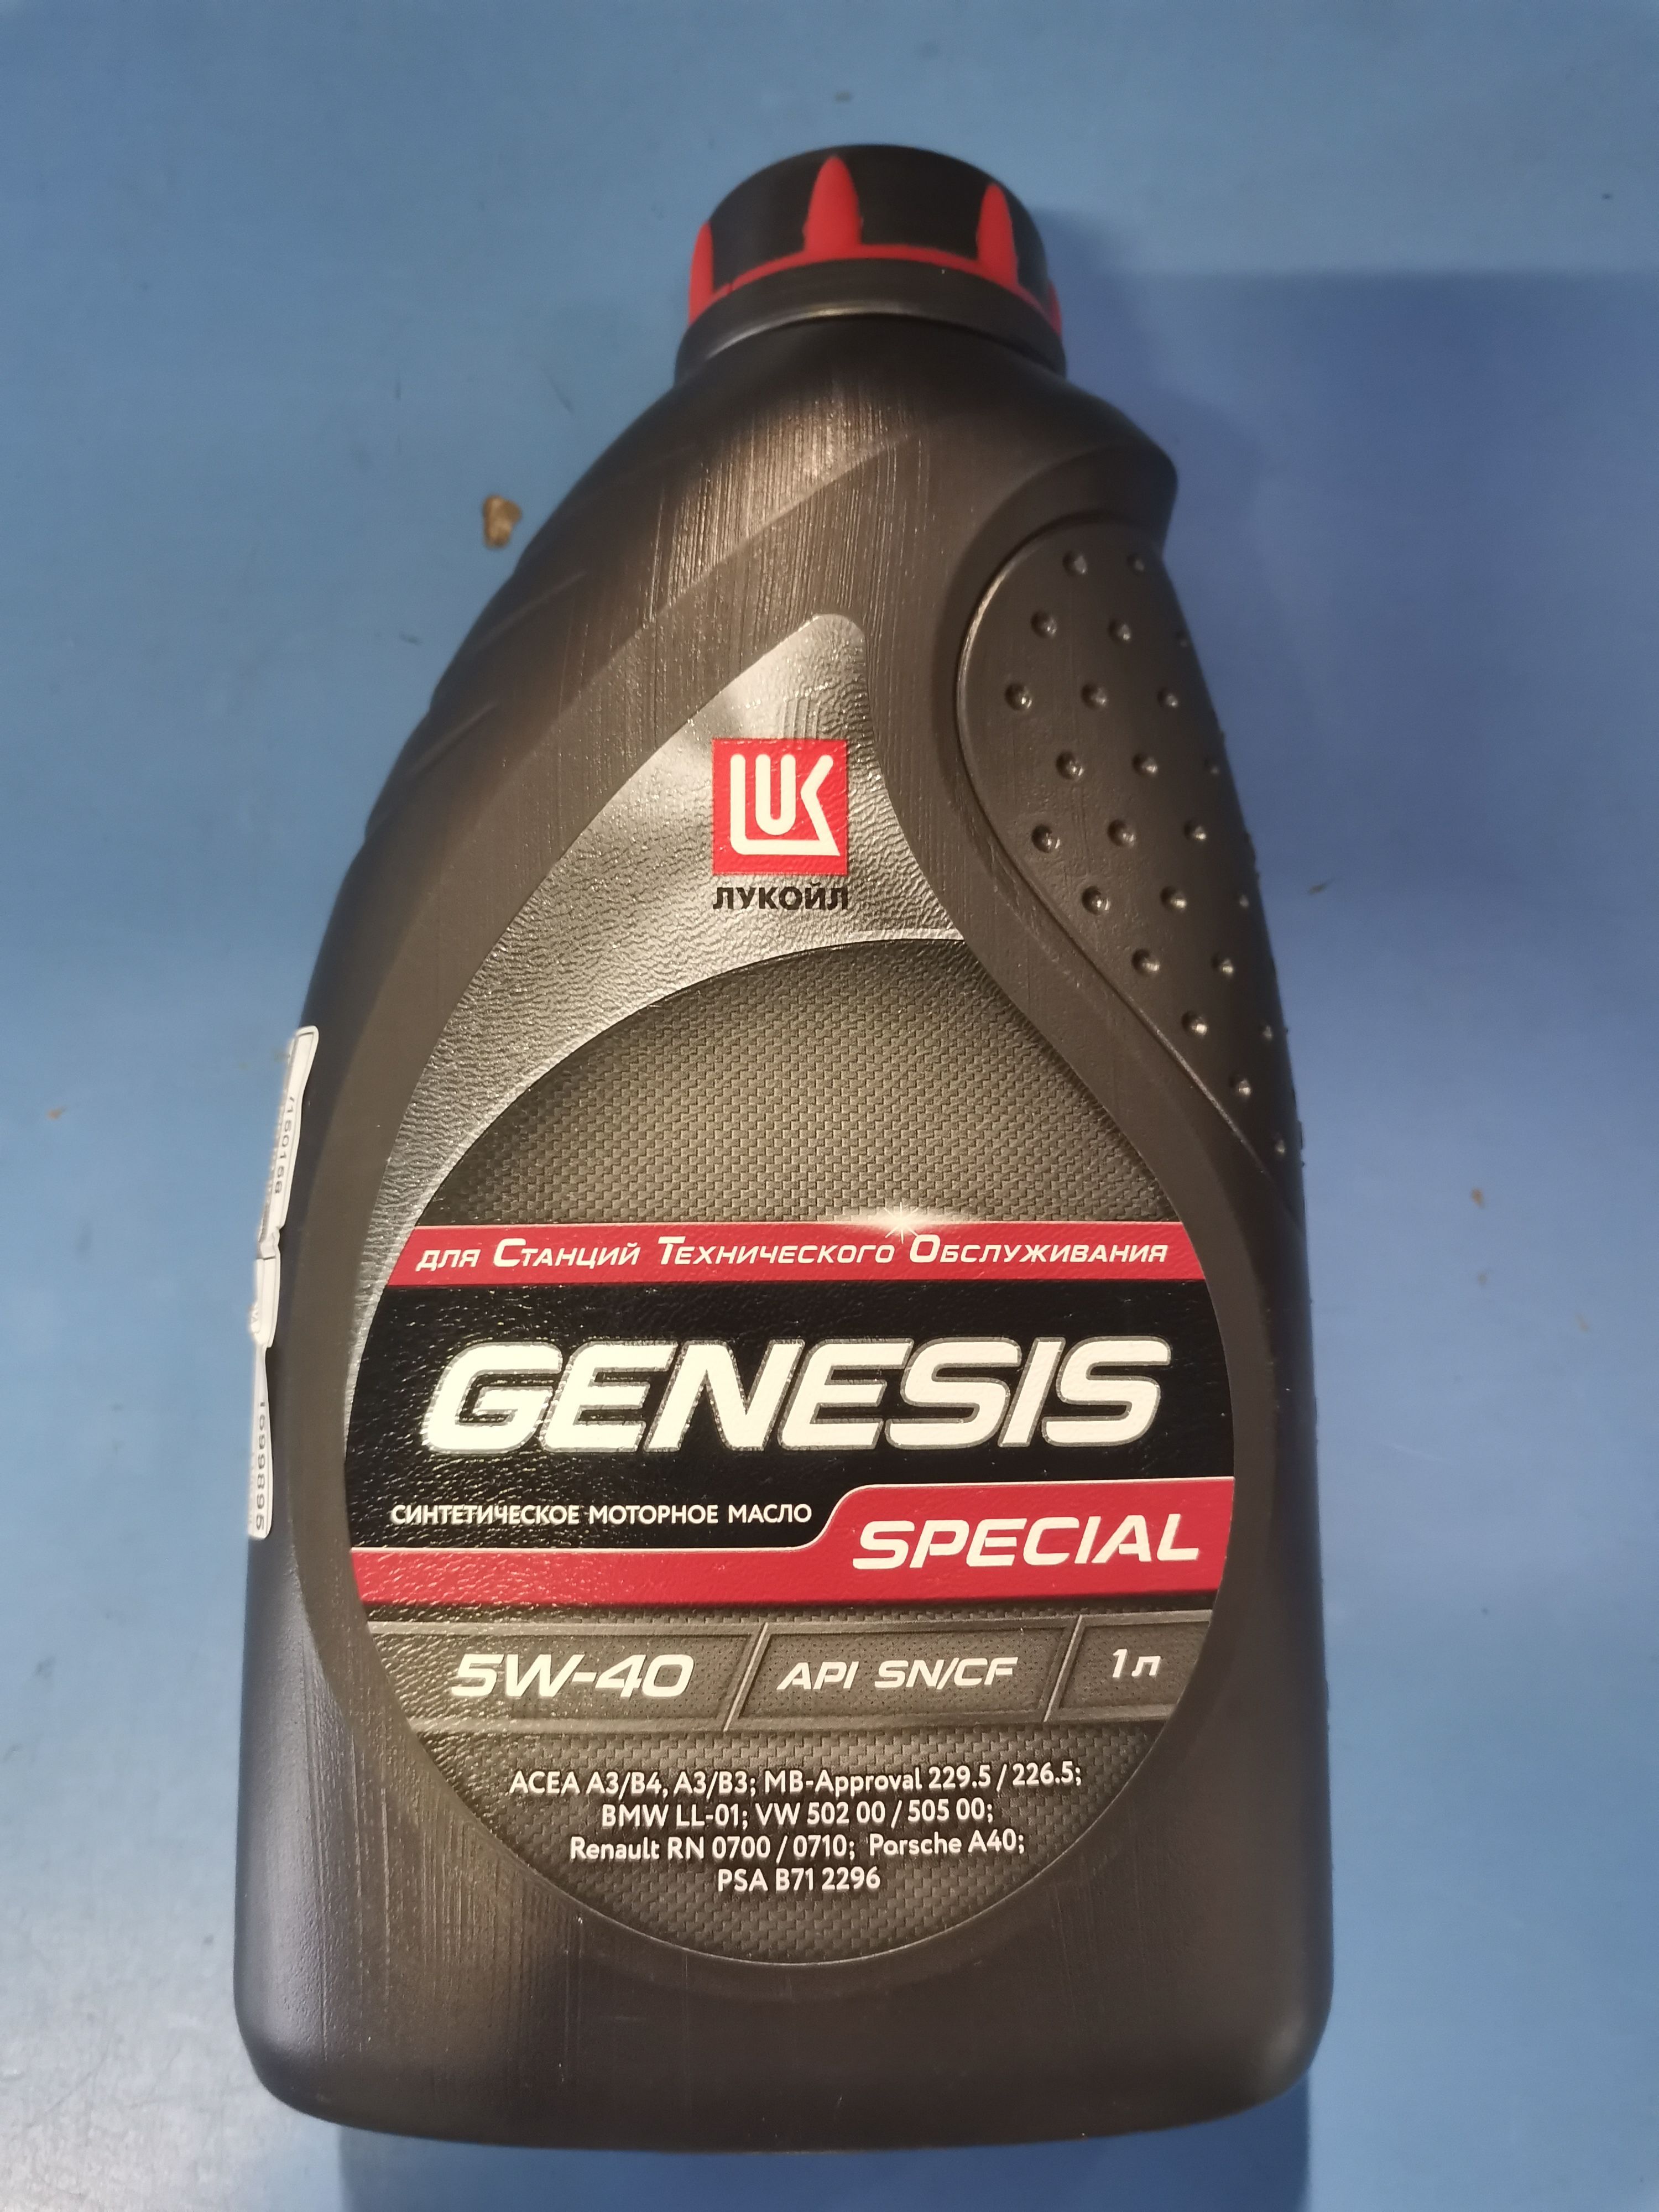 LUK
ЛУКОЙЛ
для Станций Технического Обслуживания
GENESIS
СИНТЕТИЧЕСКОЕ МОТОРНОЕ МАСЛО
SPECIAL
5W-40 API SN/CF 1 л
ACEA A3/B4, A3/B3; MB-Approval 229.5 / 226.5;
BMW LL-01; VW 502 00 / 505 00;
Renault RN 0700 / 0710; Porsche A40;
PSA B71 2296